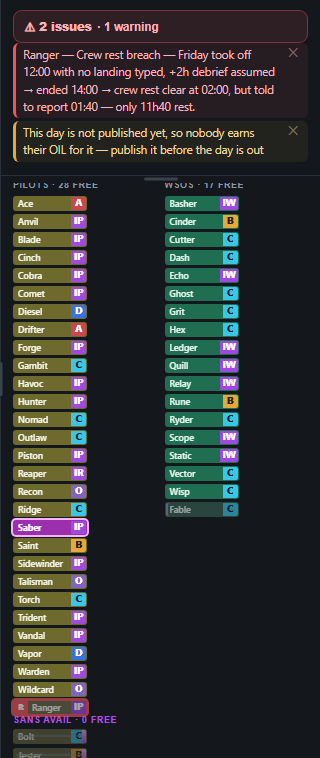 ⚠ 2 issues · 1 warning
Ranger — Crew rest breach — Friday took off
12:00 with no landing typed, +2h debrief assumed
→ ended 14:00 → crew rest clear at 02:00, but told
to report 01:40 — only 11h40 rest.
This day is not published yet, so nobody earns
their OIL for it — publish it before the day is out
PILOTS · 28 FREE
Ace A
Anvil IP
Blade IP
Cinch IP
Cobra IP
Comet IP
Diesel D
Drifter A
Forge IP
Gambit C
Havoc IP
Hunter IP
Nomad C
Outlaw C
Piston IP
Reaper IR
Recon O
Ridge C
Saber IP
Saint B
Sidewinder IP
Talisman O
Torch C
Trident IP
Vandal IP
Vapor D
Warden IP
Wildcard O
R Ranger IP
WSOS · 17 FREE
Basher IW
Cinder B
Cutter C
Dash C
Echo IW
Ghost C
Grit C
Hex C
Ledger IW
Quill IW
Relay IW
Rune B
Ryder C
Scope IW
Static IW
Vector C
Wisp C
Fable C
SANS AVAIL · 0 FREE
Bolt C
Jester B